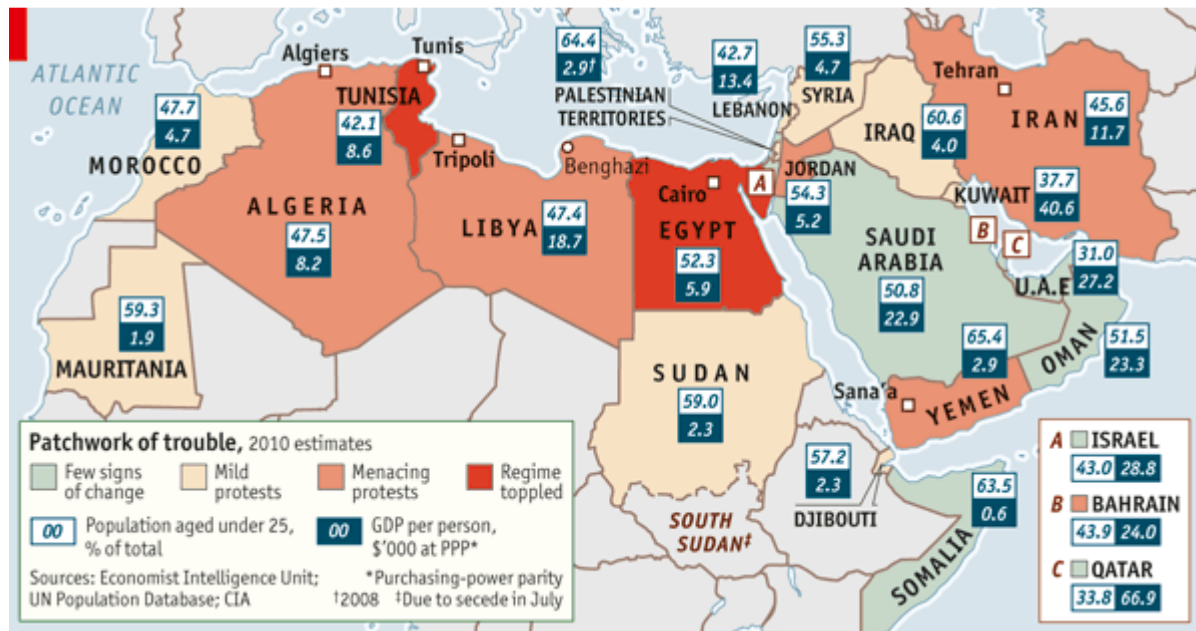 ATLANTIC
OCEAN
Algiers
Tunis
64.4
2.9†
42.7
13.4
55.3
4.7
Tehran
TUNISIA
PALESTINIAN
TERRITORIES
LEBANON
SYRIA
45.6
11.7
IRAN
47.7
4.7
MOROCCO
42.1
8.6
Tripoli
Benghazi
60.6
4.0
IRAQ
JORDAN
54.3
5.2
A
Cairo
KUWAIT
37.7
40.6
ALGERIA
47.5
8.2
LIBYA
47.4
18.7
EGYPT
52.3
5.9
SAUDI
ARABIA
50.8
22.9
B
C
U.A.E
31.0
27.2
59.3
1.9
MAURITANIA
SUDAN
59.0
2.3
65.4
2.9
OMAN
51.5
23.3
Sana'a
YEMEN
57.2
2.3
DJIBOUTI
SOUTH
SUDAN‡
63.5
0.6
SOMALIA
Patchwork of trouble, 2010 estimates
Few signs
of change
Mild
protests
Menacing
protests
Regime
toppled
00 Population aged under 25,
% of total
00 GDP per person,
$'000 at PPP*
Sources: Economist Intelligence Unit;
UN Population Database; CIA
*Purchasing-power parity
†2008 ‡Due to secede in July
A ISRAEL
43.0 28.8
B BAHRAIN
43.9 24.0
C QATAR
33.8 66.9